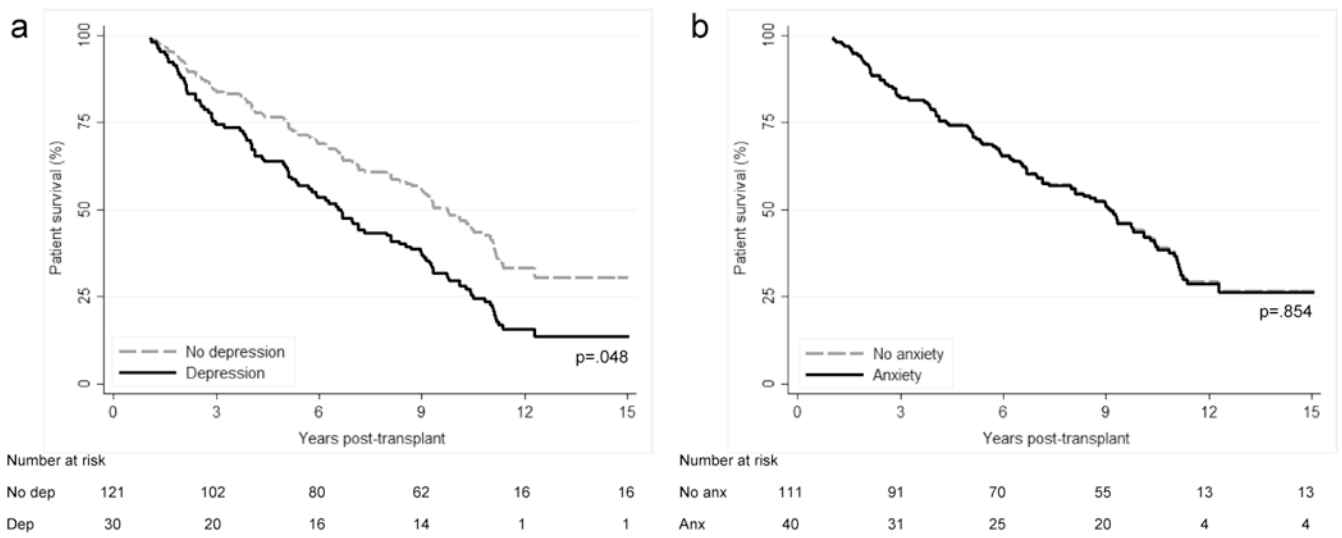 a
100
75
50
25
0
Patient survival (%)
No depression
Depression
p=.048
0 3 6 9 12 15
Years post-transplant
Number at risk
No dep 121 102 80 62 16 16
Dep 30 20 16 14 1 1
b
100
75
50
25
0
Patient survival (%)
p=.854
No anxiety
Anxiety
0 3 6 9 12 15
Years post-transplant
Number at risk
No anx 111 91 70 55 13 13
Anx 40 31 25 20 4 4